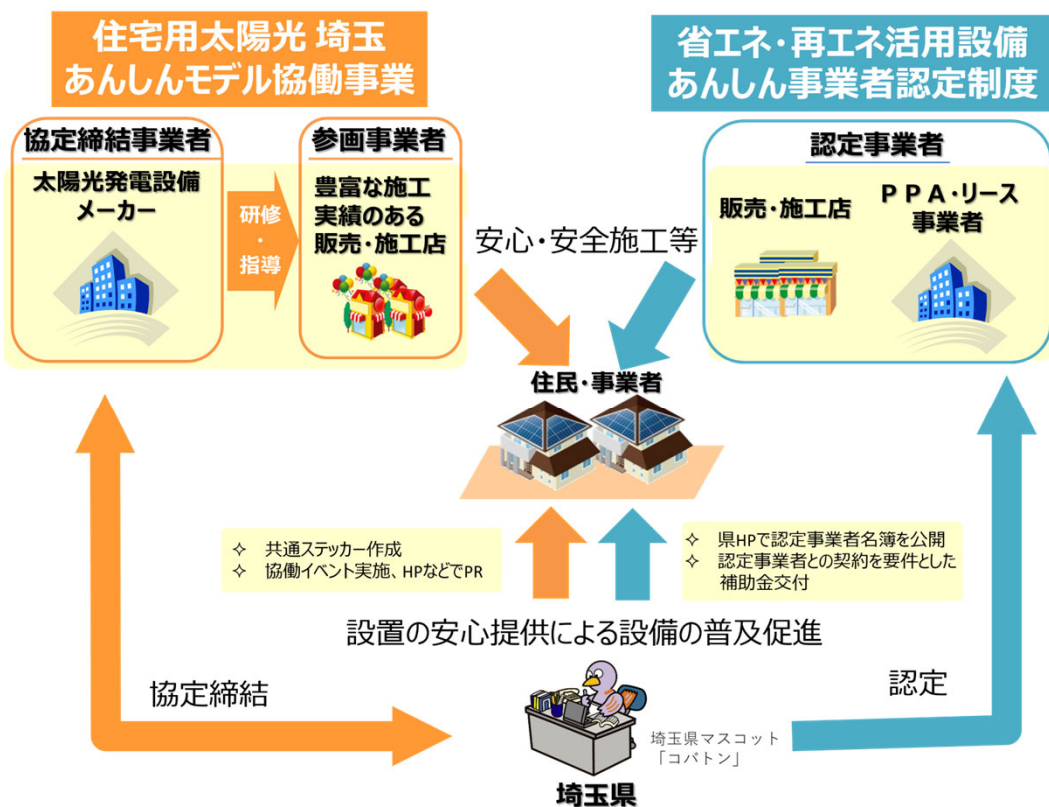 住宅用太陽光 埼玉
あんしんモデル協働事業
省エネ・再エネ活用設備
あんしん事業者認定制度
協定締結事業者
太陽光発電設備
メーカー
研修
・
指導
参画事業者
豊富な施工
実績のある
販売・施工店
認定事業者
販売・施工店
PPA・リース
事業者
安心・安全施工等
住民・事業者
✧ 共通ステッカー作成
✧ 協働イベント実施、HPなどでPR
✧ 県HPで認定事業者名簿を公開
✧ 認定事業者との契約を要件とした
補助金交付
設置の安心提供による設備の普及促進
協定締結
認定
埼玉県マスコット
「コバトン」
埼玉県